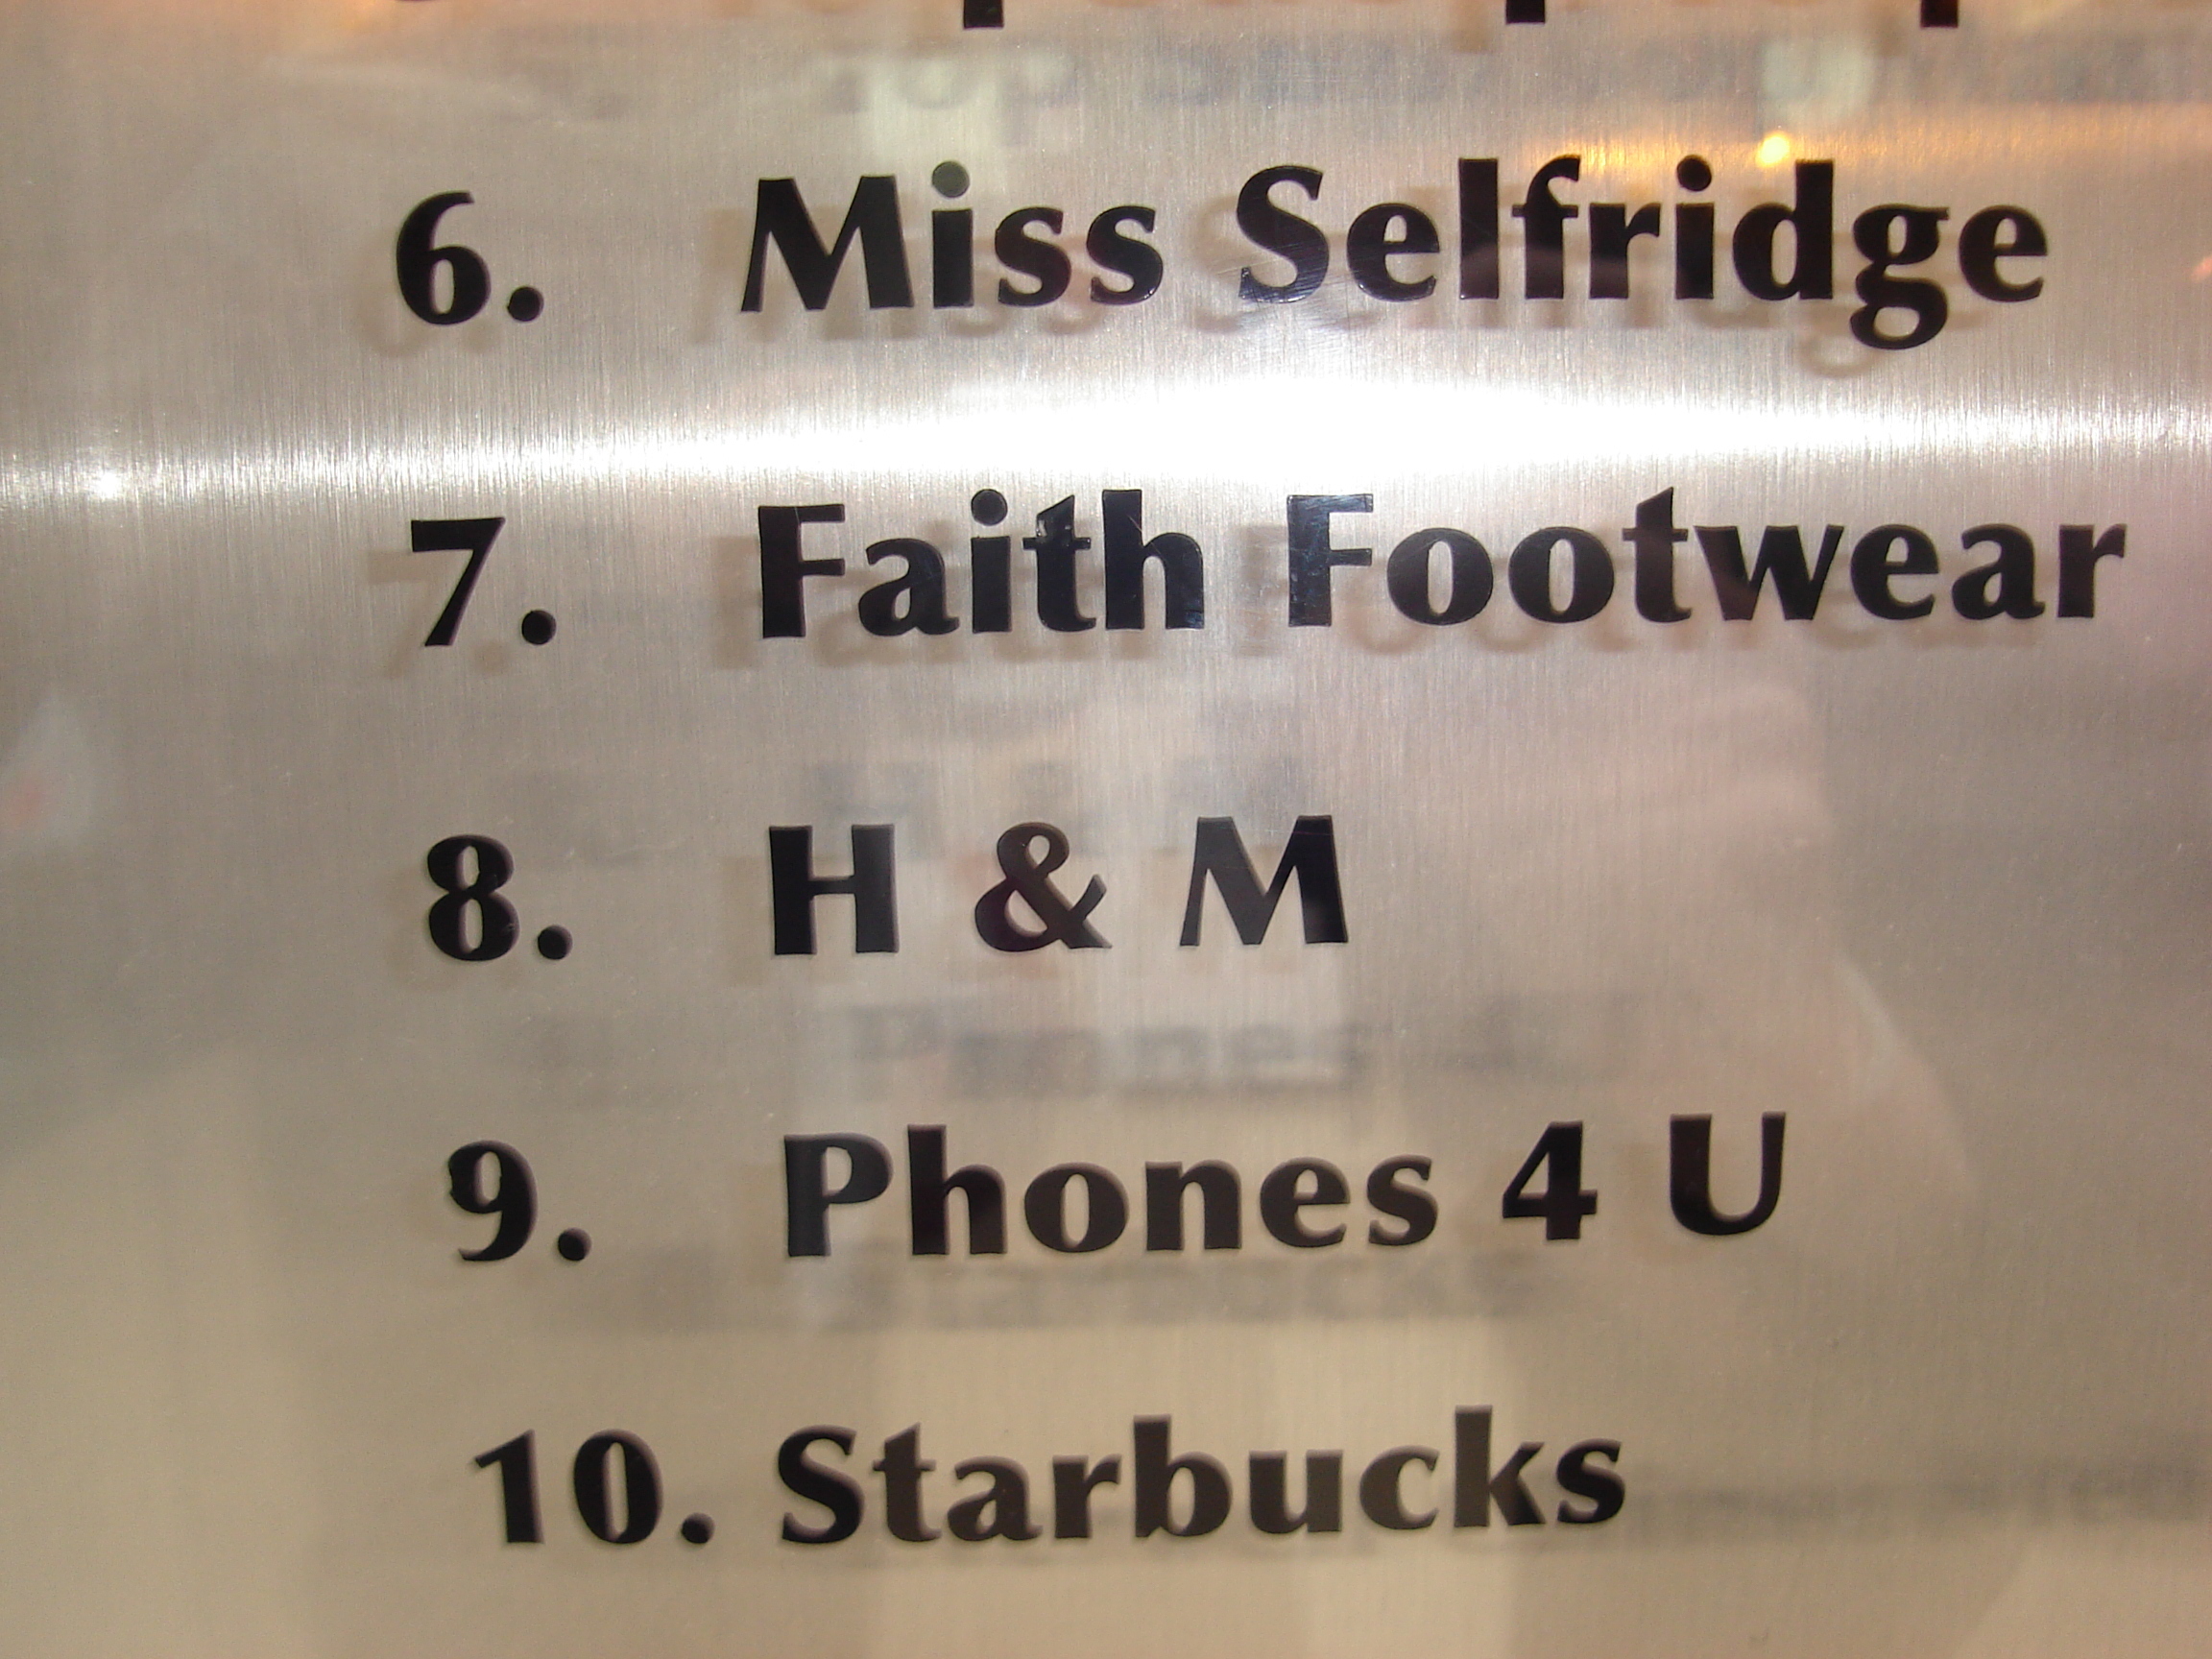 6. Miss Selfridge
7. Faith Footwear
8. H & M
9. Phones 4 U
10. Starbucks